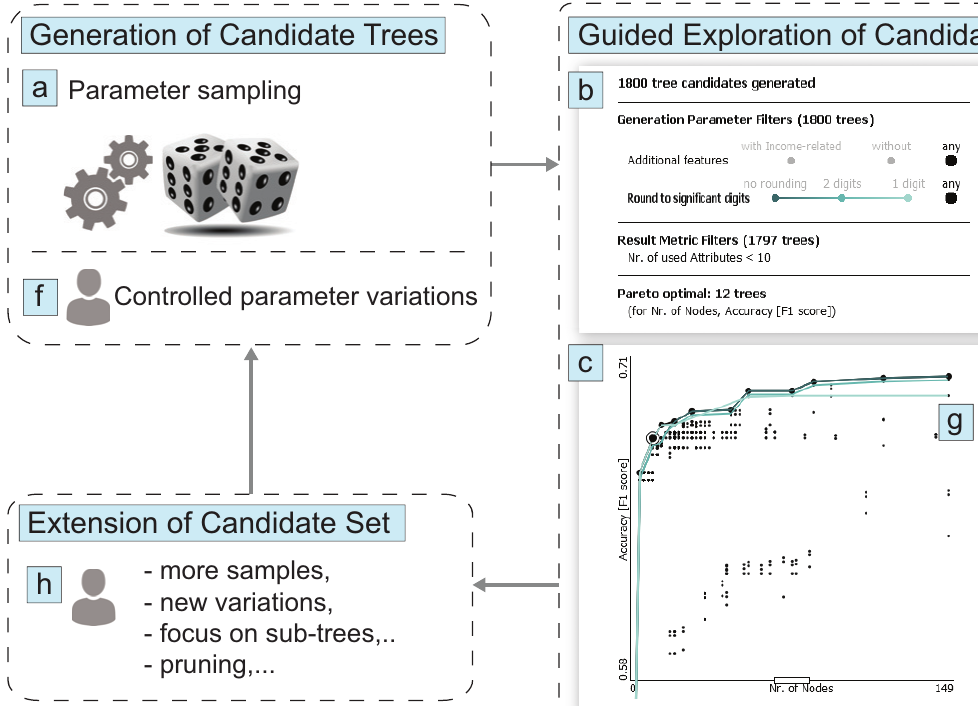 Generation of Candidate Trees
a
Parameter sampling
f
Controlled parameter variations
Extension of Candidate Set
h
- more samples,
- new variations,
- focus on sub-trees,..
- pruning,...
Guided Exploration of Candida
b
1800 tree candidates generated
Generation Parameter Filters (1800 trees)
with Income-related without any
Additional features
no rounding 2 digits 1 digit any
Round to significant digits
Result Metric Filters (1797 trees)
Nr. of used Attributes < 10
Pareto optimal: 12 trees
(for Nr. of Nodes, Accuracy [F1 score])
c
0.71
g
Accuracy [F1 score]
0.58
0 Nr. of Nodes 149